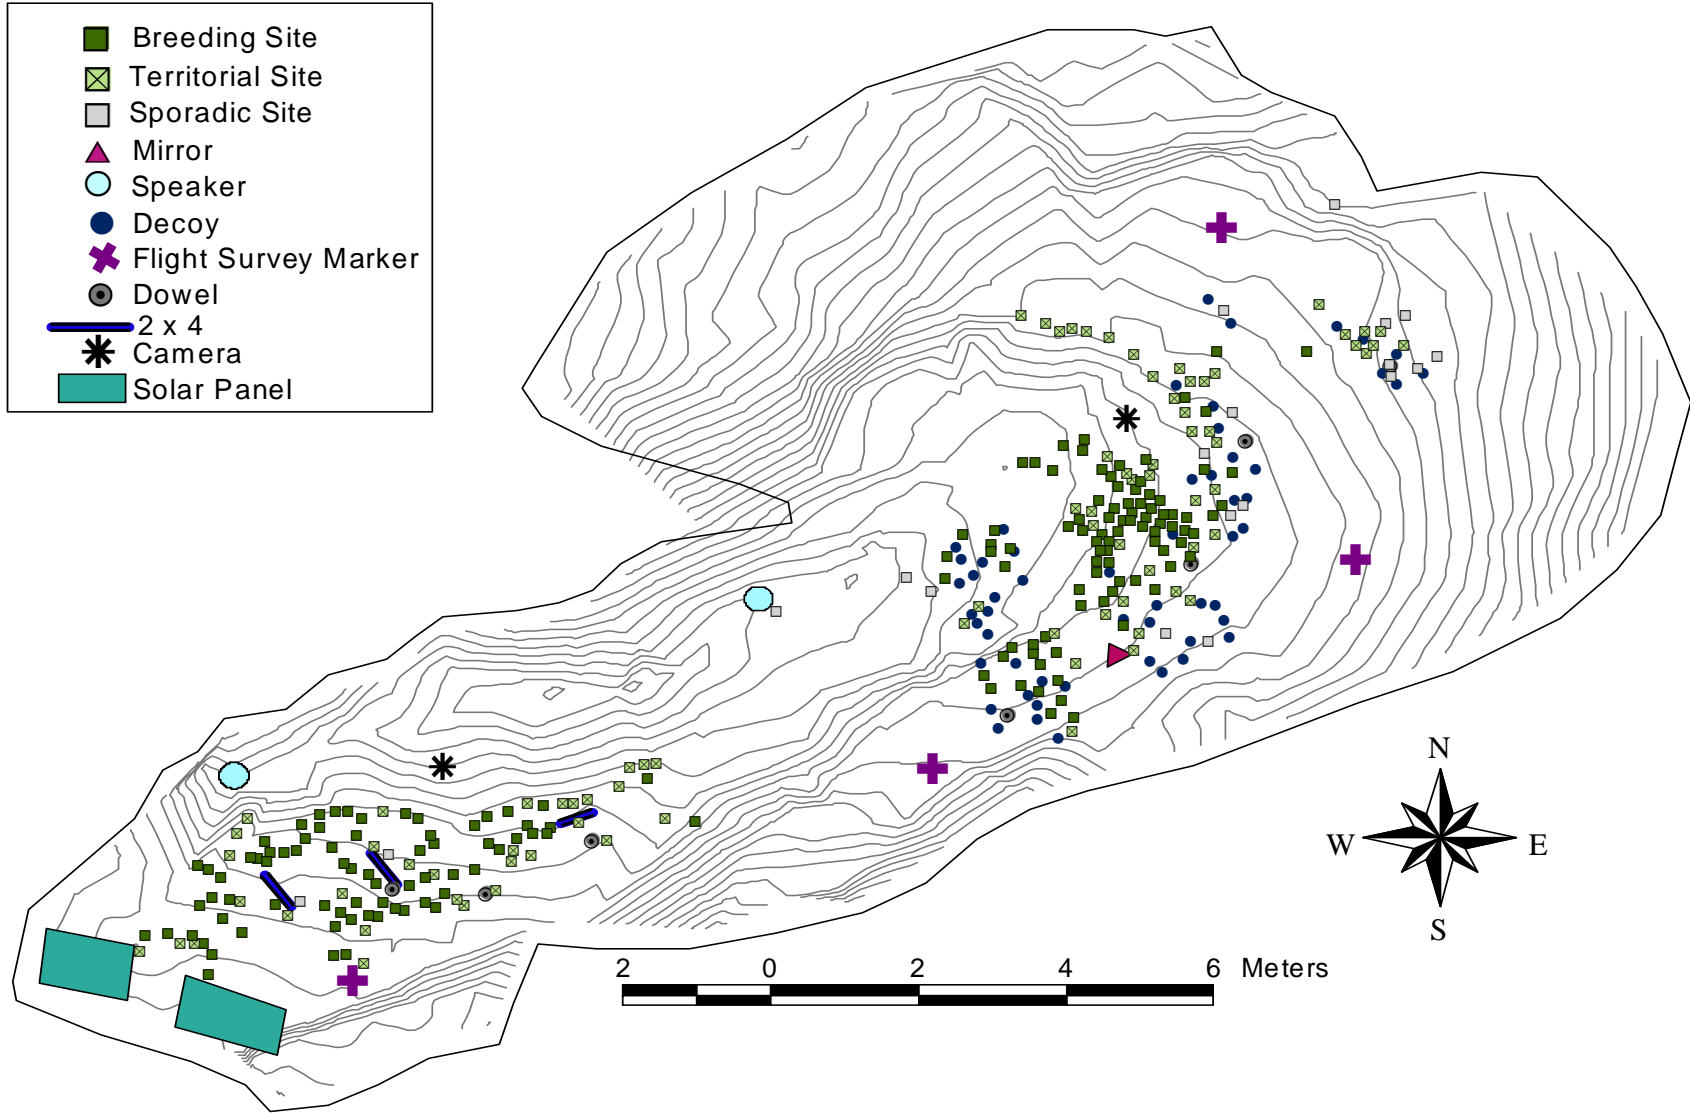 Breeding Site
Territorial Site
Sporadic Site
Mirror
Speaker
Decoy
Flight Survey Marker
Dowel
2 x 4
Camera
Solar Panel
N
W E
S
2 0 2 4 6 Meters